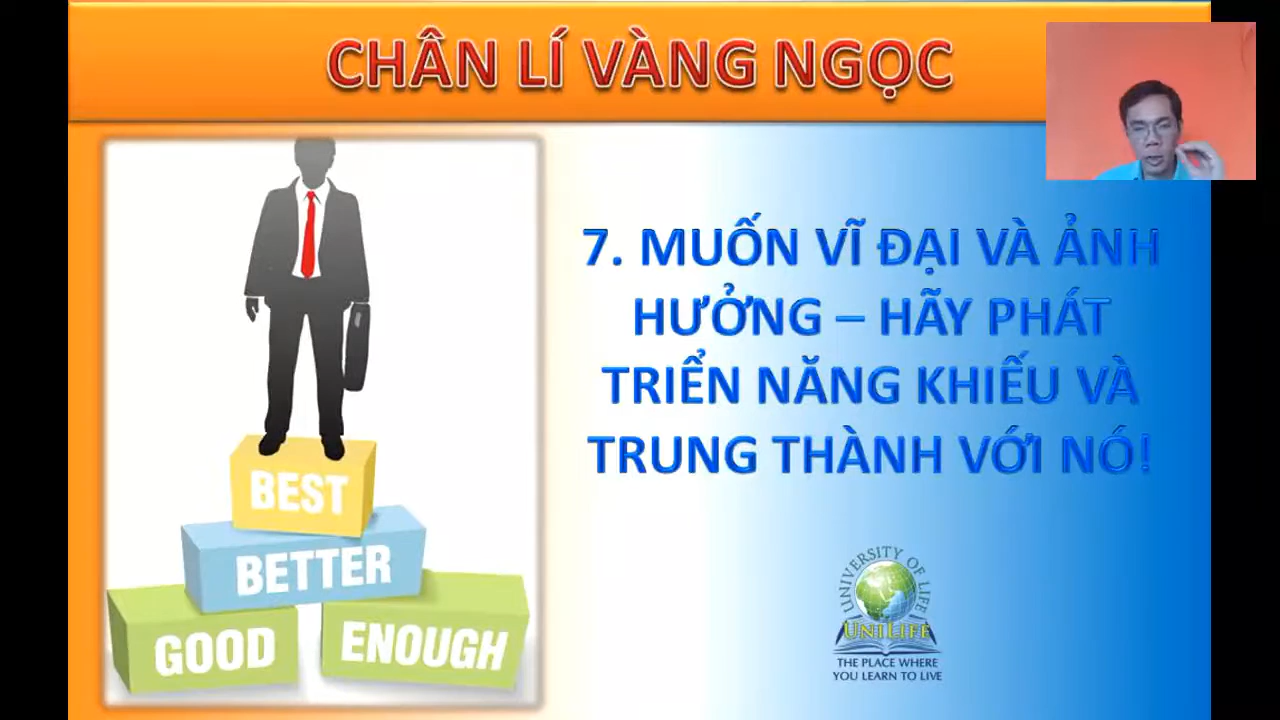 CHÂN LÍ VÀNG NGỌC
7. MUỐN VĨ ĐẠI VÀ ẢNH
HƯỞNG – HÃY PHÁT
TRIỂN NĂNG KHIẾU VÀ
TRUNG THÀNH VỚI NÓ!
BEST
BETTER
GOOD
ENOUGH
UNIVERSITY OF LIFE
UNILIFE
THE PLACE WHERE
YOU LEARN TO LIVE